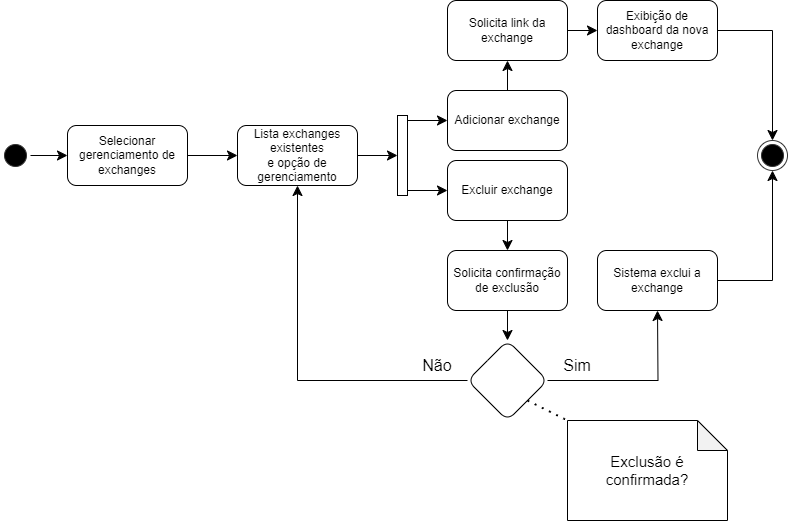 Solicita link da
exchange
Exibição de
dashboard da nova
exchange
Selecionar
gerenciamento de
exchanges
Lista exchanges
existentes
e opção de
gerenciamento
Adicionar exchange
Excluir exchange
Solicita confirmação
de exclusão
Sistema exclui a
exchange
Não
Sim
Exclusão é
confirmada?